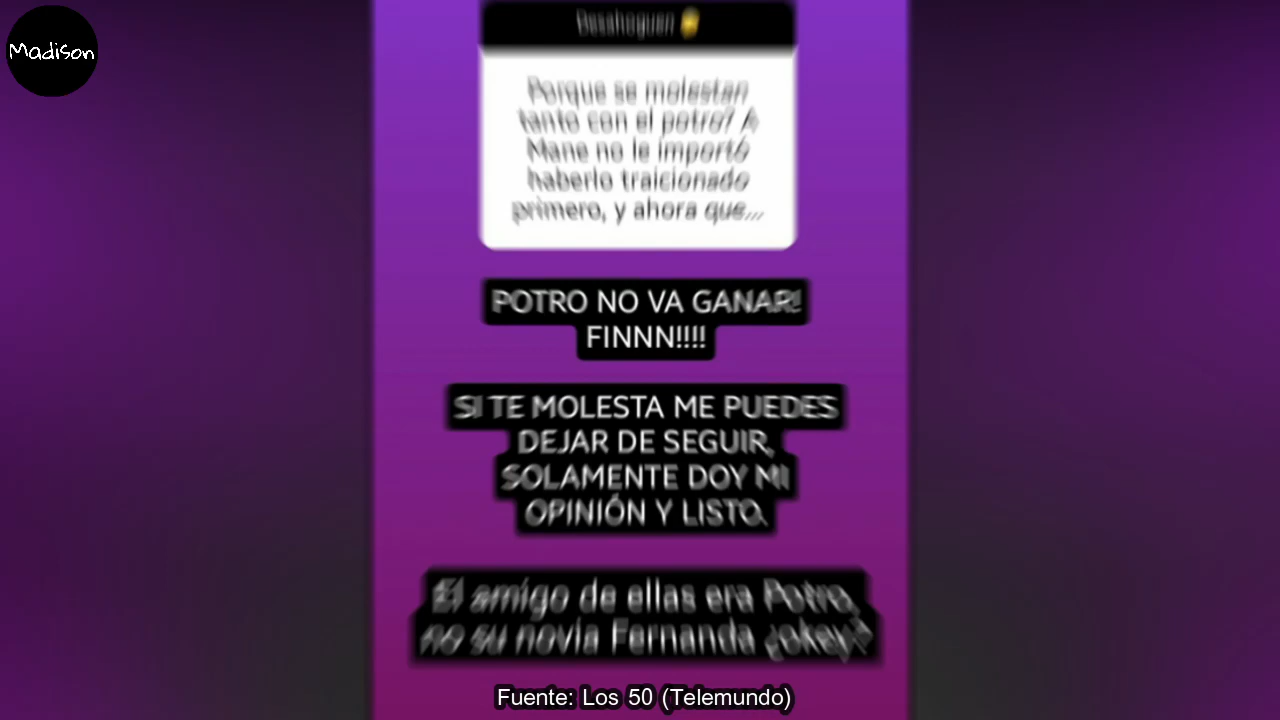 Madison
Desahoguen
Porque se molestan
tanto con el potro? A
Mane no le importó
haberlo traicionado
primero, y ahora que...
POTRO NO VA GANAR!
FINNN!!!!
SI TE MOLESTA ME PUEDES
DEJAR DE SEGUIR,
SOLAMENTE DOY MI
OPINIÓN Y LISTO.
El amigo de ellas era Potro,
no su novia Fernanda ¿okey?
Fuente: Los 50 (Telemundo)